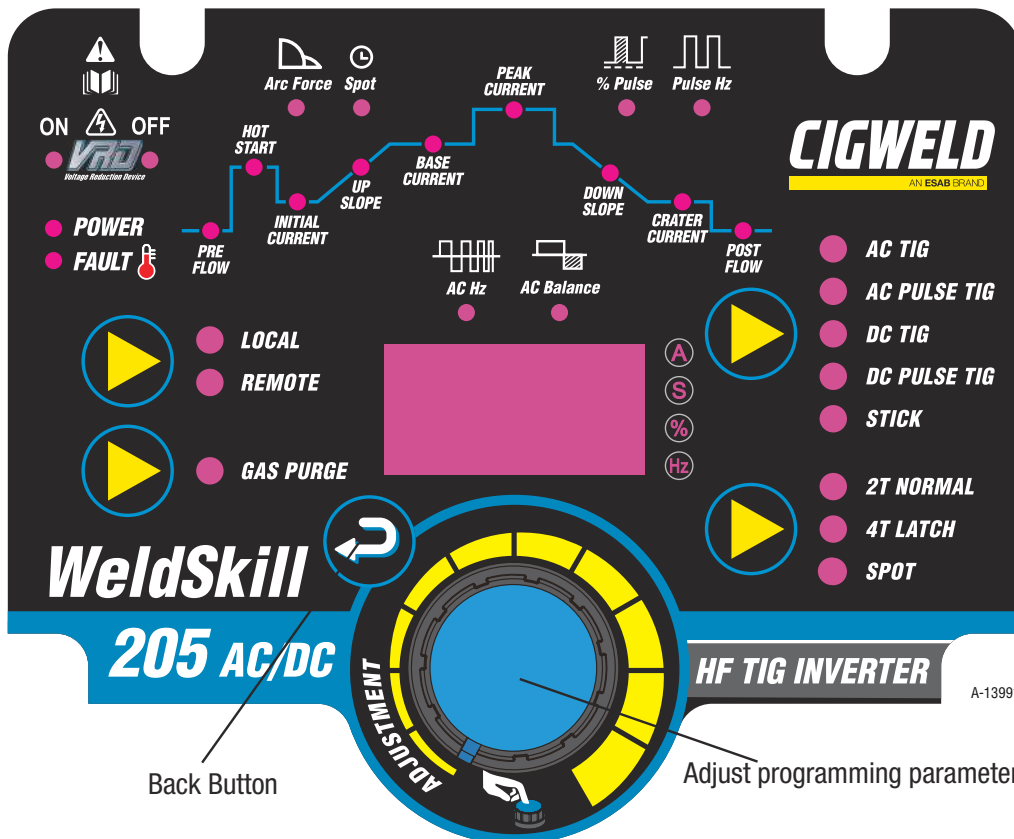 Arc Force
Spot
PEAK
CURRENT
% Pulse
Pulse Hz
ON
OFF
VRD
Voltage Reduction Device
HOT
START
BASE
CURRENT
CIGWELD
AN ESAB BRAND
UP
SLOPE
DOWN
SLOPE
INITIAL
CURRENT
CRATER
CURRENT
POWER
FAULT
PRE
FLOW
POST
FLOW
AC Hz
AC Balance
AC TIG
AC PULSE TIG
DC TIG
DC PULSE TIG
STICK
LOCAL
REMOTE
A
S
%
Hz
GAS PURGE
2T NORMAL
4T LATCH
SPOT
WeldSkill
205 AC/DC
HF TIG INVERTER
ADJUSTMENT
A-1399
Back Button
Adjust programming parameter